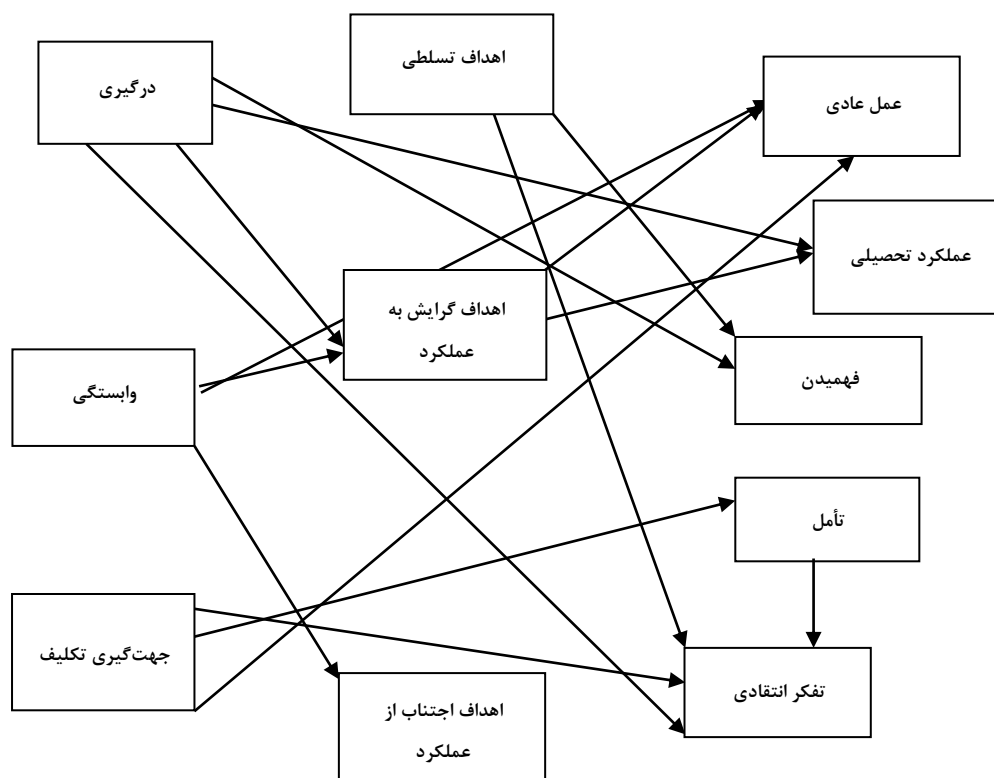 اهداف تسلطی
درگیری
عمل عادی
عملکرد تحصیلی
اهداف گرایش به
عملکرد
وابستگی
فهمیدن
تأمل
جهت‌گیری تکلیف
تفکر انتقادی
اهداف اجتناب از
عملکرد